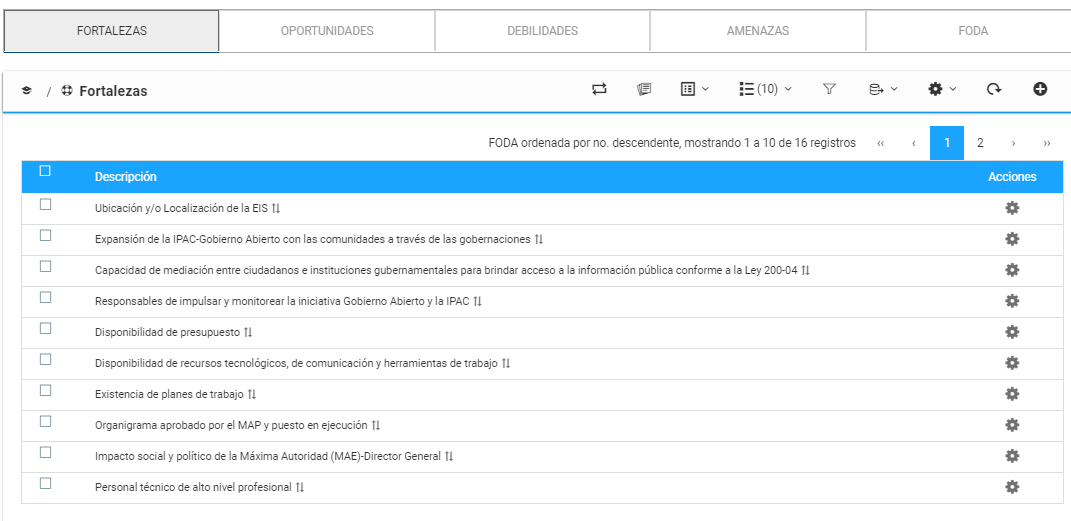 FORTALEZAS OPORTUNIDADES DEBILIDADES AMENAZAS FODA
/ Fortalezas (10)
FODA ordenada por no. descendente, mostrando 1 a 10 de 16 registros ‹‹ ‹ 1 2 › ››
Descripción Acciones
Ubicación y/o Localización de la EIS
Expansión de la IPAC-Gobierno Abierto con las comunidades a través de las gobernaciones
Capacidad de mediación entre ciudadanos e instituciones gubernamentales para brindar acceso a la información pública conforme a la Ley 200-04
Responsables de impulsar y monitorear la iniciativa Gobierno Abierto y la IPAC
Disponibilidad de presupuesto
Disponibilidad de recursos tecnológicos, de comunicación y herramientas de trabajo
Existencia de planes de trabajo
Organigrama aprobado por el MAP y puesto en ejecución
Impacto social y político de la Máxima Autoridad (MAE)-Director General
Personal técnico de alto nivel profesional